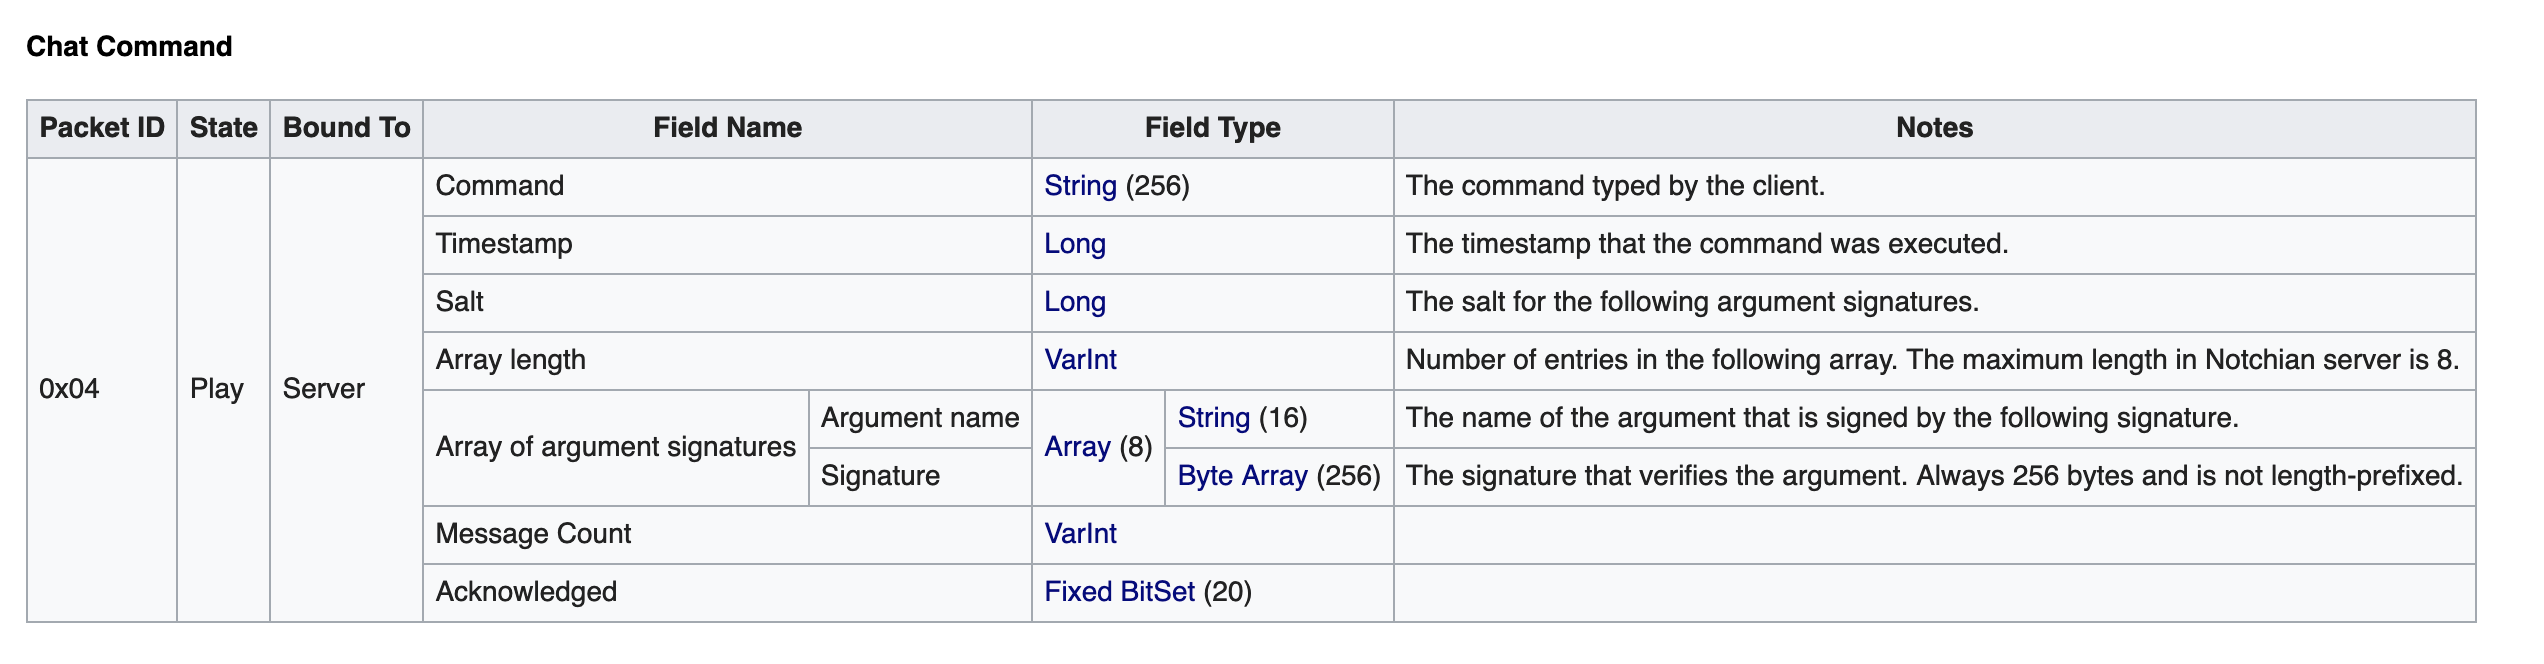 Chat Command
Packet ID State Bound To Field Name Field Type Notes
Command String (256) The command typed by the client.
Timestamp Long The timestamp that the command was executed.
Salt Long The salt for the following argument signatures.
Array length VarInt Number of entries in the following array. The maximum length in Notchian server is 8.
0x04 Play Server
Array of argument signatures Argument name Array (8) String (16) The name of the argument that is signed by the following signature.
Signature Byte Array (256) The signature that verifies the argument. Always 256 bytes and is not length-prefixed.
Message Count VarInt
Acknowledged Fixed BitSet (20)